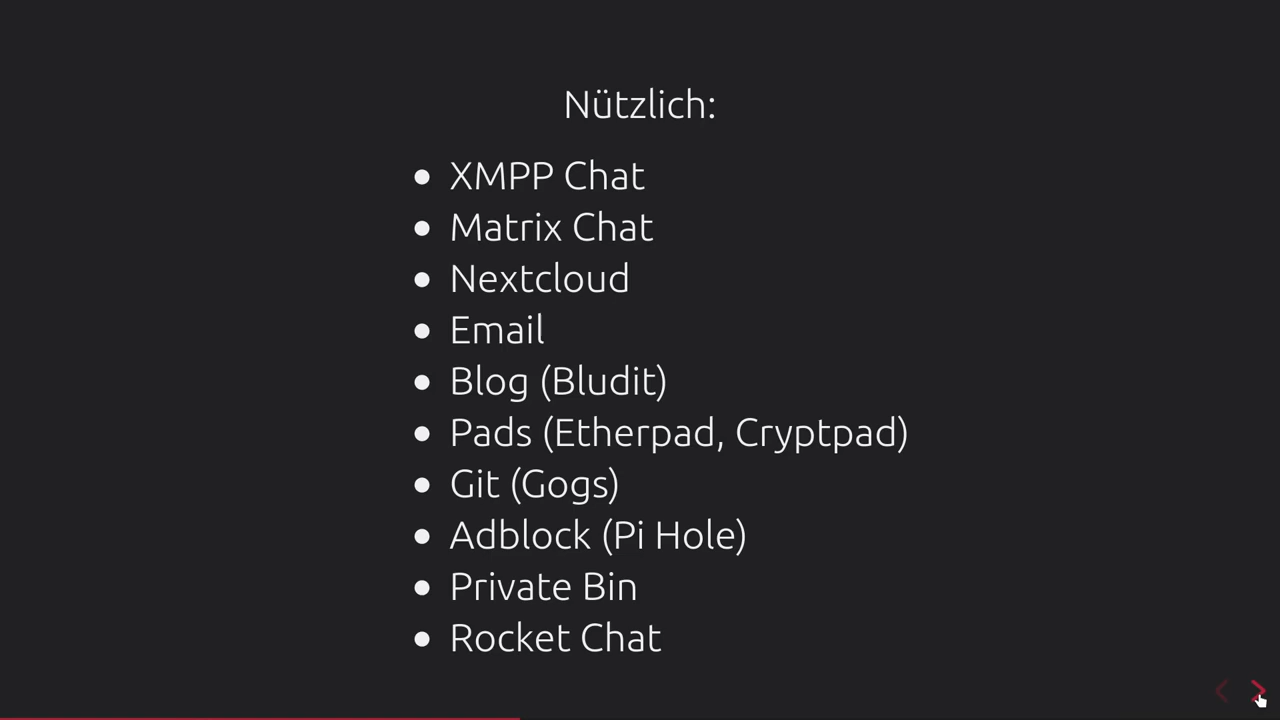 Nützlich:
XMPP Chat
Matrix Chat
Nextcloud
Email
Blog (Bludit)
Pads (Etherpad, Cryptpad)
Git (Gogs)
Adblock (Pi Hole)
Private Bin
Rocket Chat